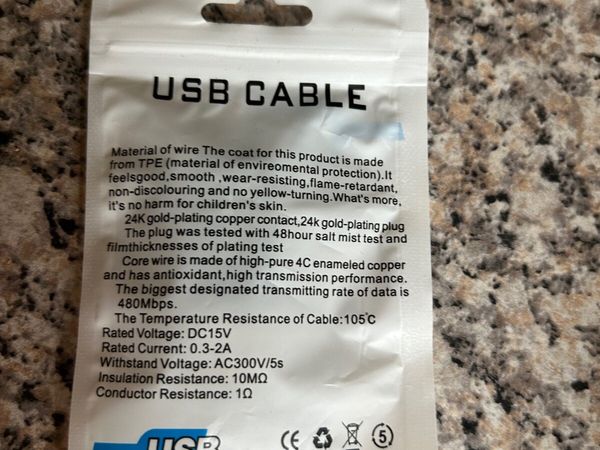 USB CABLE
Material of wire The coat for this product is made
from TPE (material of enviromental protection).It
feelsgood,smooth ,wear-resisting,flame-retardant,
non-discolouring and no yellow-turning.What's more,
it's no harm for children's skin.
24K gold-plating copper contact,24k gold-plating plug
The plug was tested with 48hour salt mist test and
filmthicknesses of plating test
Core wire is made of high-pure 4C enameled copper
and has antioxidant,high transmission performance.
The biggest designated transmitting rate of data is
480Mbps.
The Temperature Resistance of Cable:105℃
Rated Voltage: DC15V
Rated Current: 0.3-2A
Withstand Voltage: AC300V/5s
Insulation Resistance: 10MΩ
Conductor Resistance: 1Ω
USB CE 5